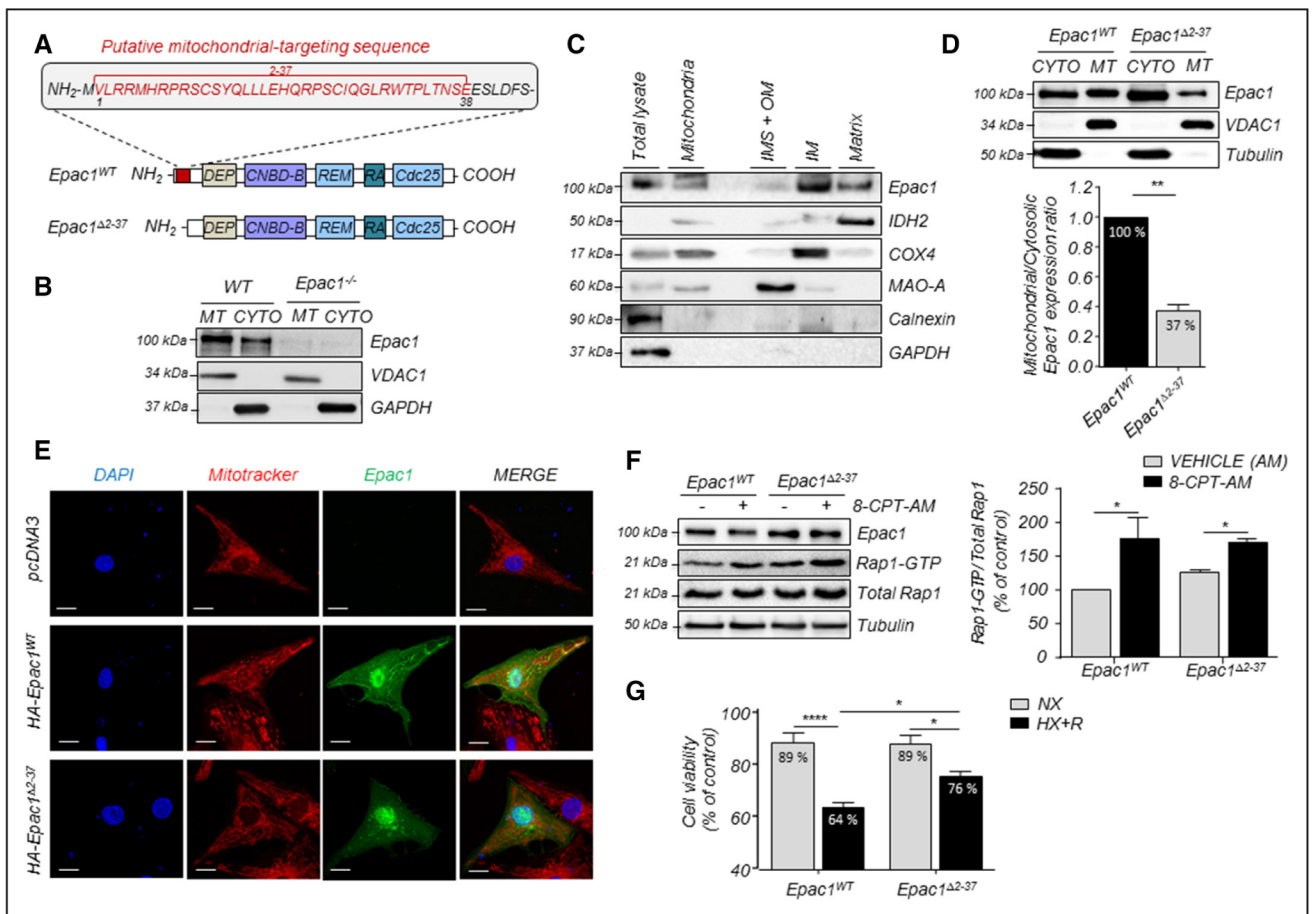 A
Putative mitochondrial-targeting sequence
2-37
NH2-MVLRRMHRPRSCSYQLLLEHQRPSCIQGLRWTPLTNSEESLDFS-
1 38
Epac1WT NH2 DEP CNBD-B REM RA Cdc25 COOH
Epac1Δ2-37 NH2 DEP CNBD-B REM RA Cdc25 COOH
B
WT Epac1-/-
MT CYTO MT CYTO
100 kDa Epac1
34 kDa VDAC1
37 kDa GAPDH
C
Total lysate Mitochondria IMS + OM IM Matrix
100 kDa Epac1
50 kDa IDH2
17 kDa COX4
60 kDa MAO-A
90 kDa Calnexin
37 kDa GAPDH
D
Epac1WT Epac1Δ2-37
CYTO MT CYTO MT
100 kDa Epac1
34 kDa VDAC1
50 kDa Tubulin
Mitochondrial/Cytosolic
Epac1 expression ratio
1.2
1.0
0.8
0.6
0.4
0.2
0.0
**
100 %
37 %
Epac1WT Epac1Δ2-37
E
DAPI Mitotracker Epac1 MERGE
pcDNA3
HA-Epac1WT
HA-Epac1Δ2-37
F
Epac1WT Epac1Δ2-37
- + - + 8-CPT-AM
100 kDa Epac1
21 kDa Rap1-GTP
21 kDa Total Rap1
50 kDa Tubulin
VEHICLE (AM)
8-CPT-AM
Rap1-GTP/Total Rap1
(% of control)
250
200
150
100
50
0
* *
Epac1WT Epac1Δ2-37
G
NX
HX+R
Cell viability
(% of control)
100
80
60
40
**** * *
89 % 64 % 89 % 76 %
Epac1WT Epac1Δ2-37